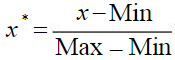 x* = (x−Min) / (Max − Min)